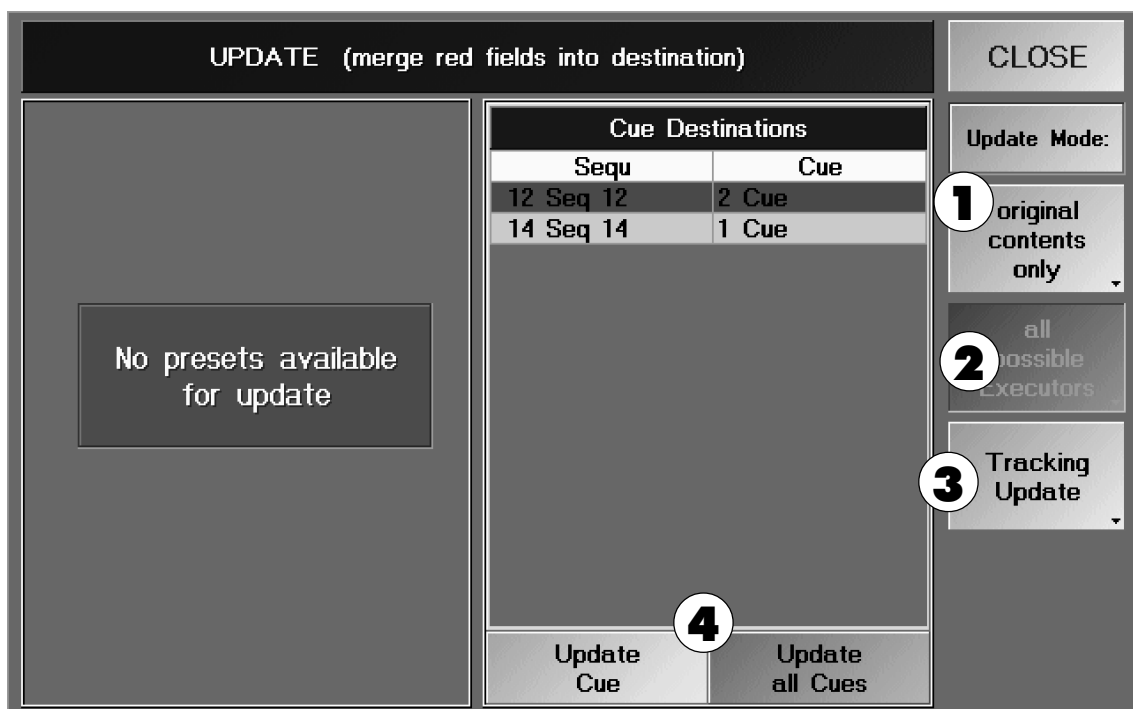 UPDATE (merge red fields into destination)
CLOSE
No presets available
for update
Cue Destinations
Sequ Cue
12 Seq 12 2 Cue
14 Seq 14 1 Cue
Update Mode:
1
original
contents
only
2
all
possible
Executors
3
Tracking
Update
4
Update
Cue
Update
all Cues